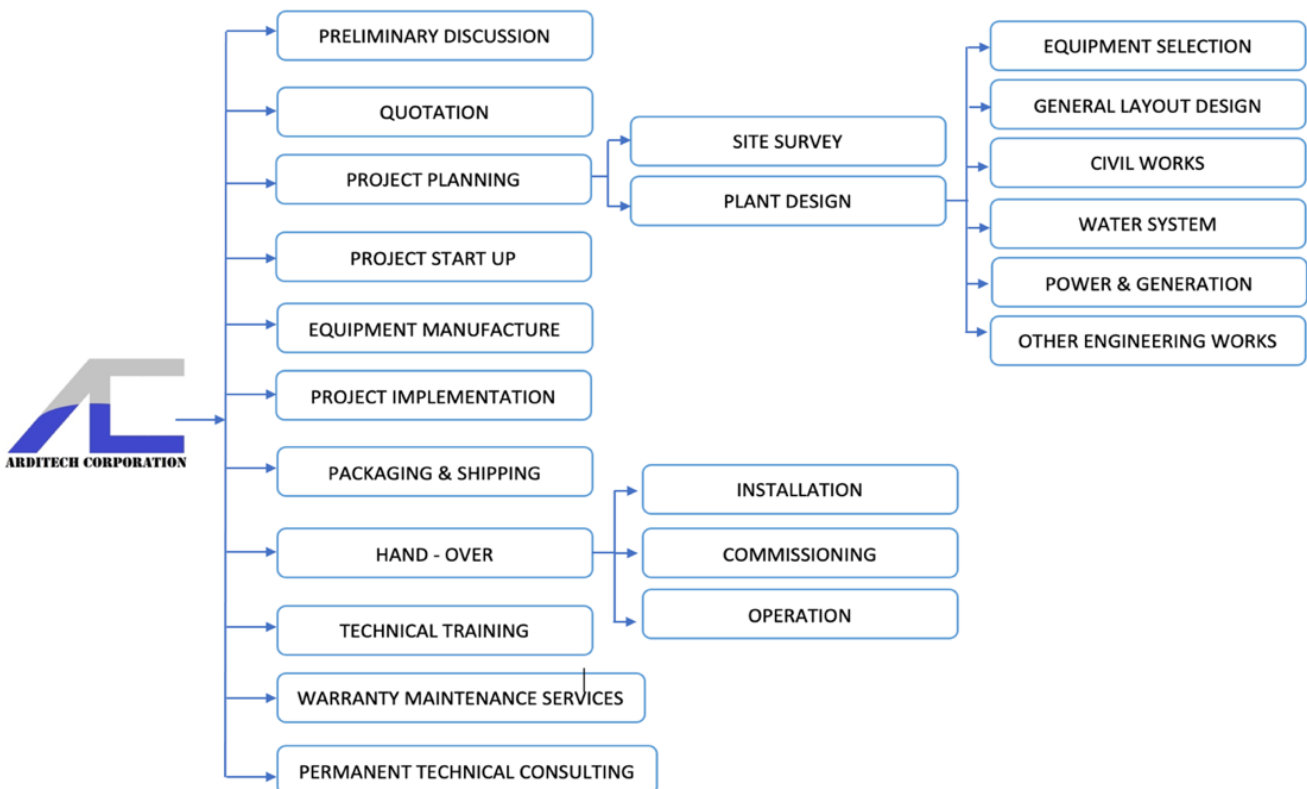 PRELIMINARY DISCUSSION
QUOTATION
PROJECT PLANNING
PROJECT START UP
EQUIPMENT MANUFACTURE
PROJECT IMPLEMENTATION
PACKAGING & SHIPPING
HAND - OVER
TECHNICAL TRAINING
WARRANTY MAINTENANCE SERVICES
PERMANENT TECHNICAL CONSULTING
SITE SURVEY
PLANT DESIGN
EQUIPMENT SELECTION
GENERAL LAYOUT DESIGN
CIVIL WORKS
WATER SYSTEM
POWER & GENERATION
OTHER ENGINEERING WORKS
INSTALLATION
COMMISSIONING
OPERATION
AC
ARDITECH CORPORATION